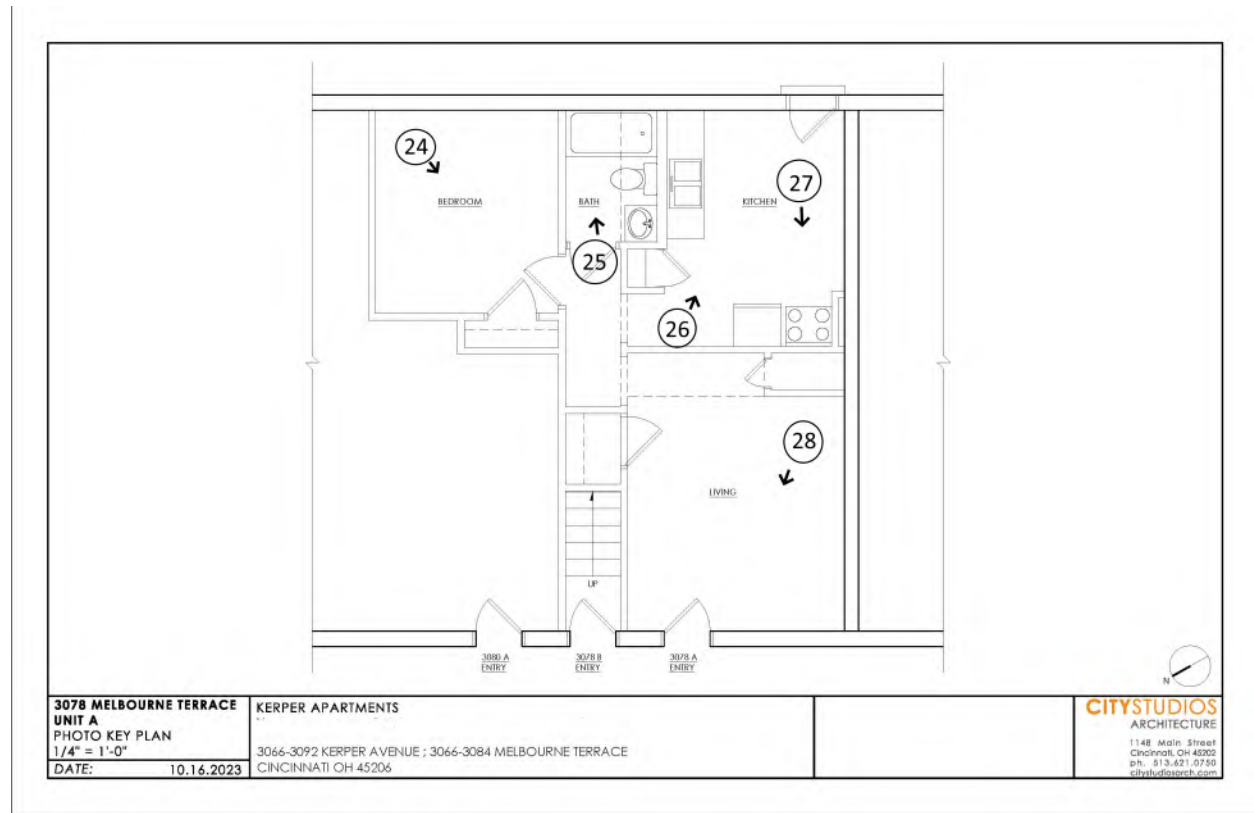 24
BEDROOM
BATH
25
27
KITCHEN
26
28
LIVING
UP
3080 A
ENTRY
3078 B
ENTRY
3078 A
ENTRY
N
3078 MELBOURNE TERRACE
UNIT A
PHOTO KEY PLAN
1/4" = 1'-0"
DATE: 10.16.2023
KERPER APARTMENTS
3066-3092 KERPER AVENUE ; 3066-3084 MELBOURNE TERRACE
CINCINNATI OH 45206
CITYSTUDIOS
ARCHITECTURE
1148 Main Street
Cincinnati, OH 45202
ph. 513.621.0750
citystudiosarch.com